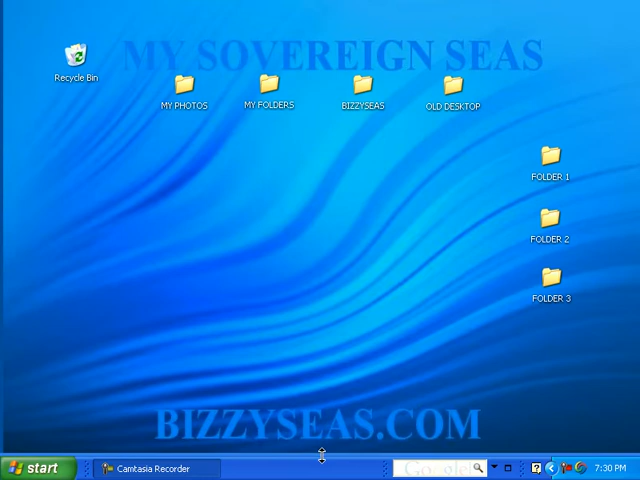 MY SOVEREIGN SEAS
Recycle Bin
MY PHOTOS
MY FOLDERS
BIZZYSEAS
OLD DESKTOP
FOLDER 1
FOLDER 2
FOLDER 3
BIZZYSEAS.COM
start
Camtasia Recorder
Google
7:30 PM